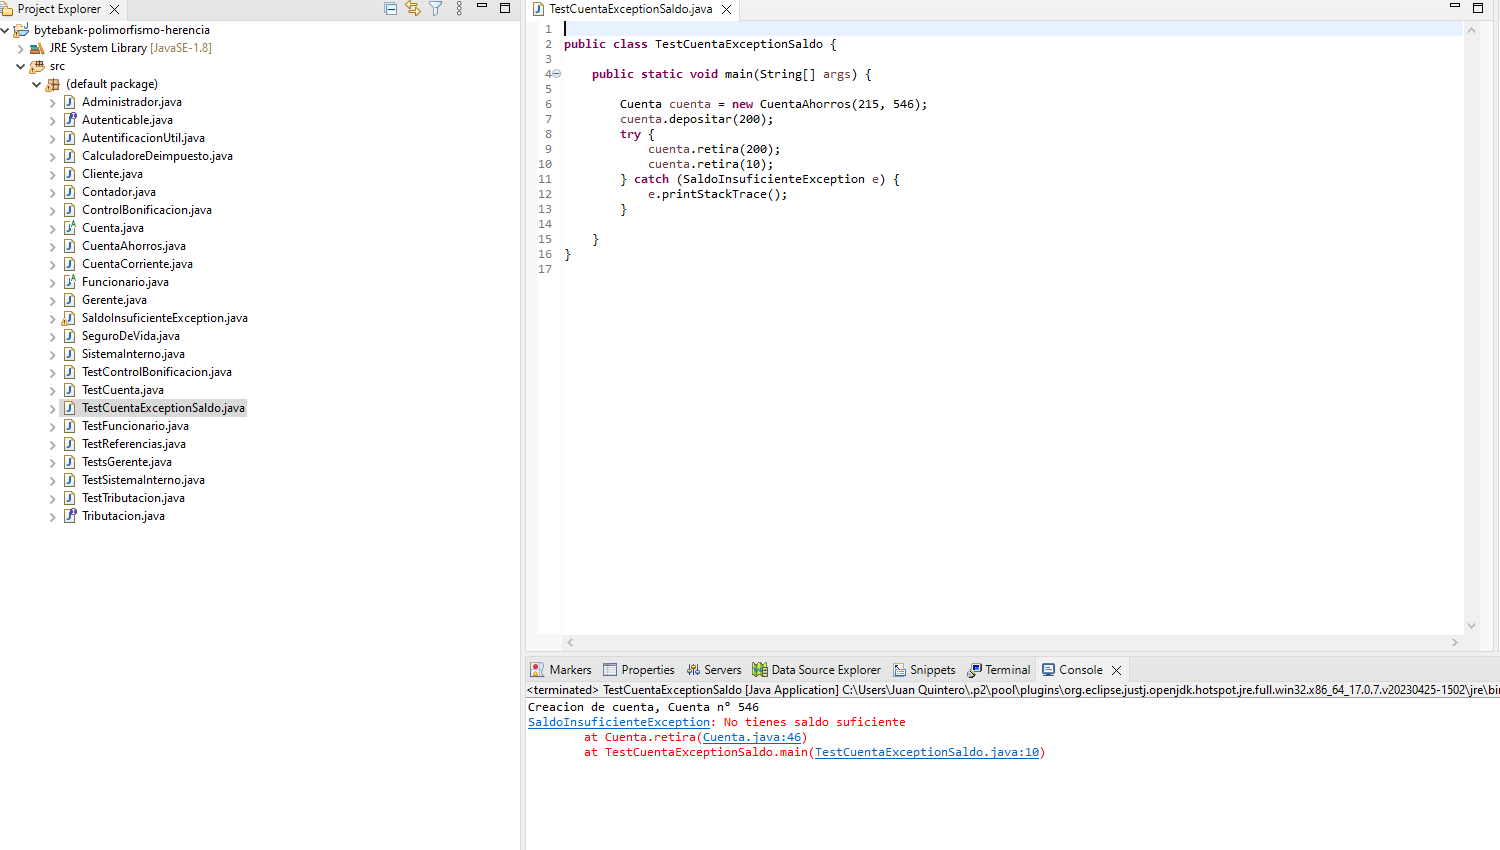 Project Explorer
bytebank-polimorfismo-herencia
JRE System Library [JavaSE-1.8]
src
(default package)
Administrador.java
Autenticable.java
AutentificacionUtil.java
CalculadoreDeimpuesto.java
Cliente.java
Contador.java
ControlBonificacion.java
Cuenta.java
CuentaAhorros.java
CuentaCorriente.java
Funcionario.java
Gerente.java
SaldoInsuficienteException.java
SeguroDeVida.java
SistemaInterno.java
TestControlBonificacion.java
TestCuenta.java
TestCuentaExceptionSaldo.java
TestFuncionario.java
TestReferencias.java
TestsGerente.java
TestSistemaInterno.java
TestTributacion.java
Tributacion.java
TestCuentaExceptionSaldo.java
1
2 public class TestCuentaExceptionSaldo {
3
4 public static void main(String[] args) {
5
6 Cuenta cuenta = new CuentaAhorros(215, 546);
7 cuenta.depositar(200);
8 try {
9 cuenta.retira(200);
10 cuenta.retira(10);
11 } catch (SaldoInsuficienteException e) {
12 e.printStackTrace();
13 }
14
15 }
16 }
17
Markers Properties Servers Data Source Explorer Snippets Terminal Console
<terminated> TestCuentaExceptionSaldo [Java Application] C:\Users\Juan Quintero\.p2\pool\plugins\org.eclipse.justj.openjdk.hotspot.jre.full.win32.x86_64_17.0.7.v20230425-1502\jre\bin
Creacion de cuenta, Cuenta n° 546
SaldoInsuficienteException: No tienes saldo suficiente
at Cuenta.retira(Cuenta.java:46)
at TestCuentaExceptionSaldo.main(TestCuentaExceptionSaldo.java:10)